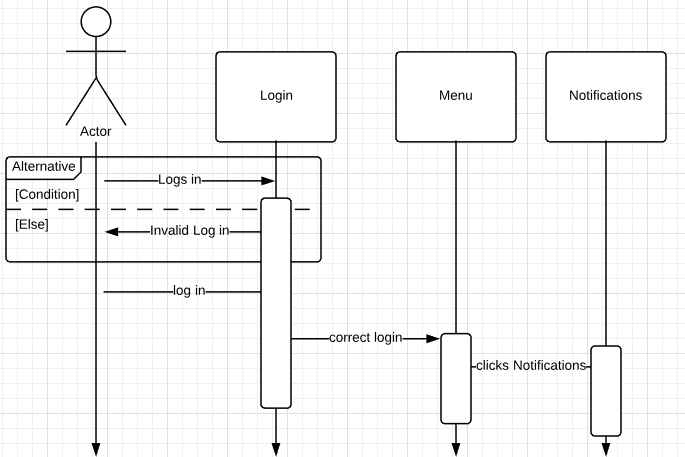 Login
Menu
Notifications
Actor
Alternative
Logs in
[Condition]
[Else]
Invalid Log in
log in
correct login
clicks Notifications